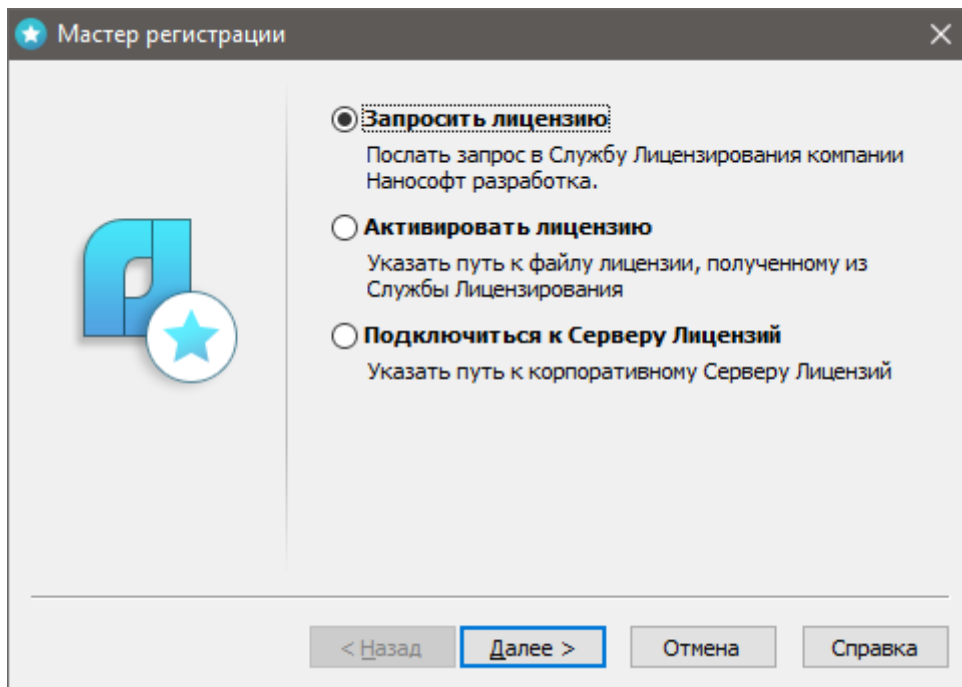 Мастер регистрации
Запросить лицензию
Послать запрос в Службу Лицензирования компании
Нанософт разработка.
Активировать лицензию
Указать путь к файлу лицензии, полученному из
Службы Лицензирования
Подключиться к Серверу Лицензий
Указать путь к корпоративному Серверу Лицензий
< Назад
Далее >
Отмена
Справка